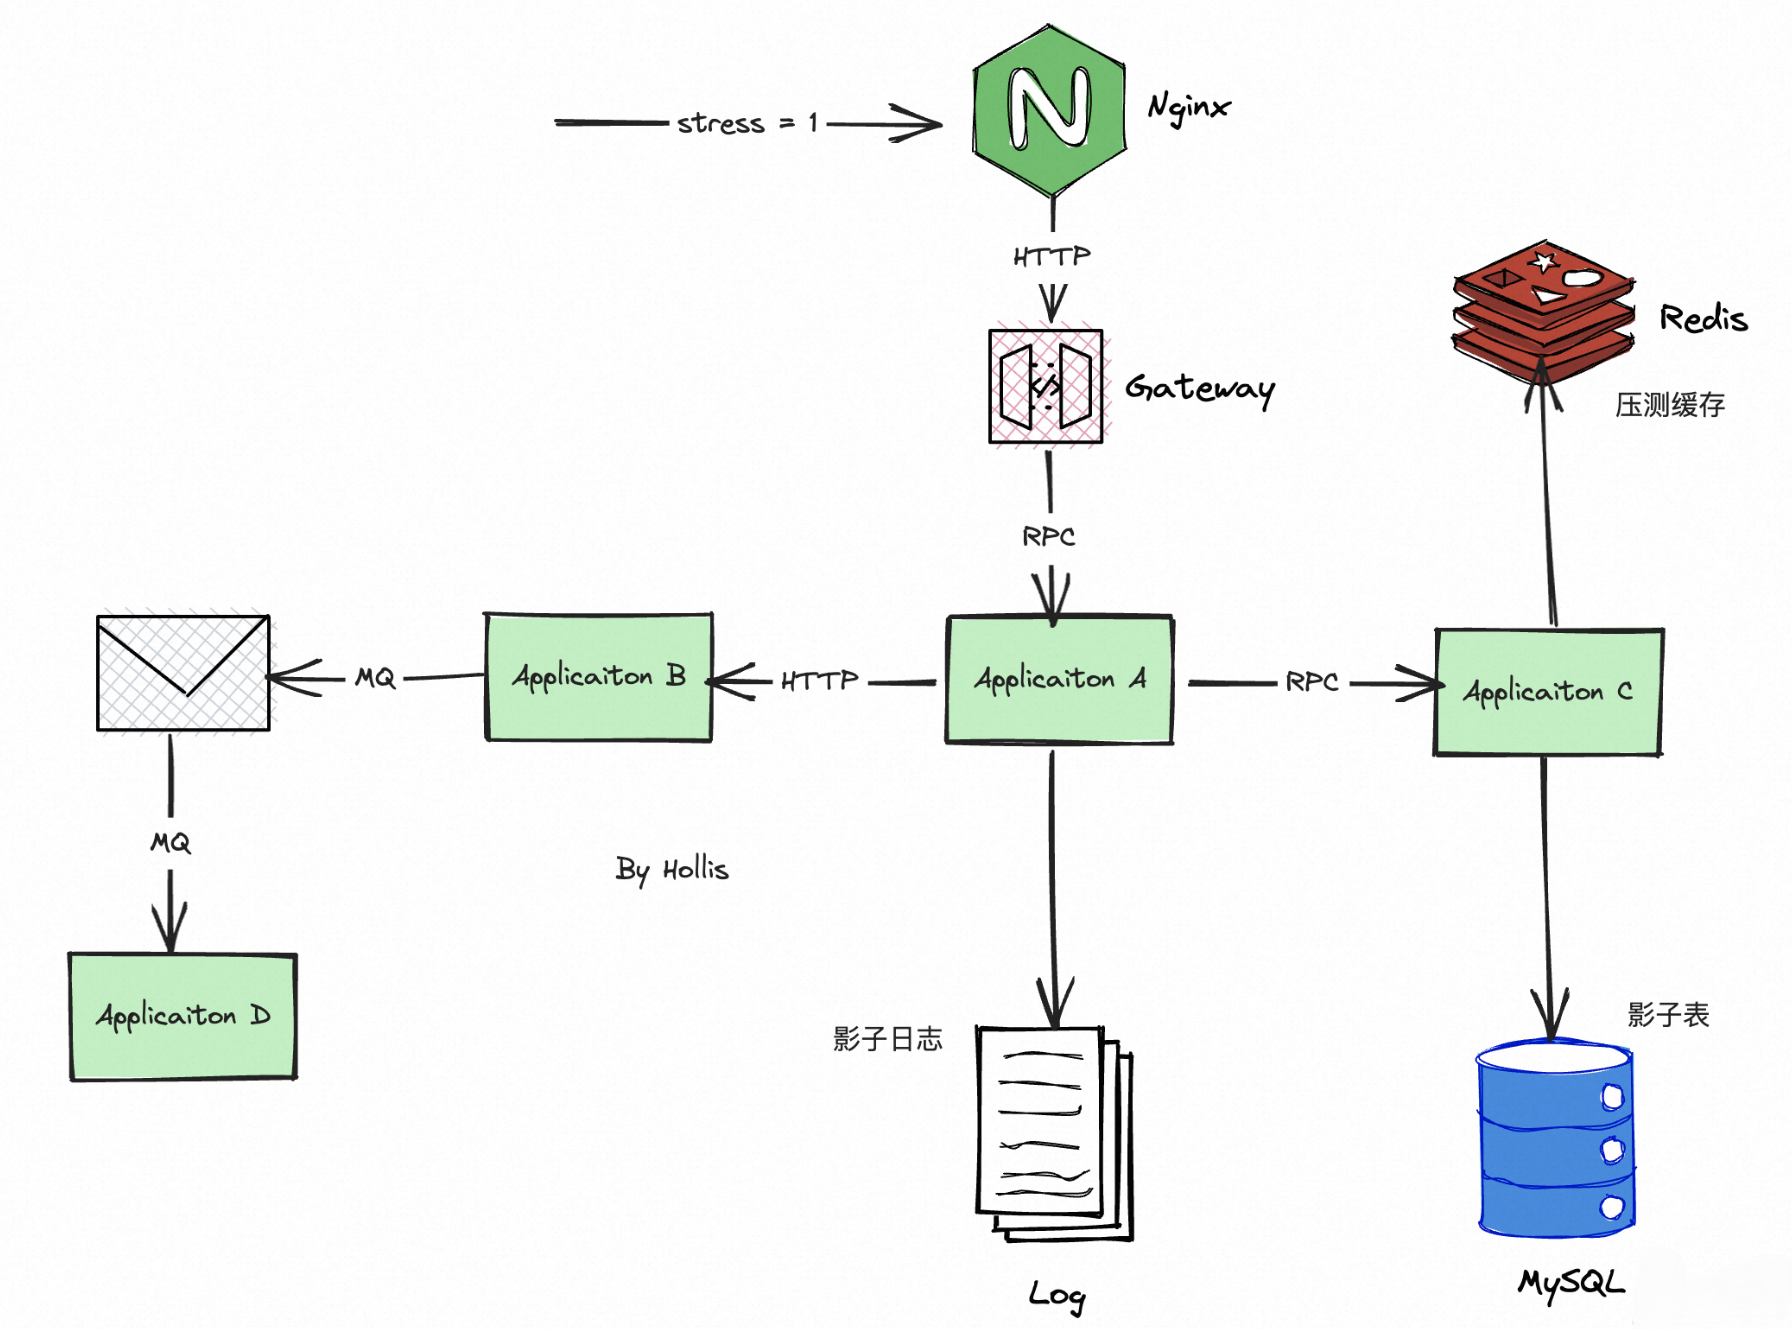 Nginx
stress = 1
HTTP
Redis
Gateway
压测缓存
RPC
MQ
Applicaiton B
HTTP
Applicaiton A
RPC
Applicaiton C
MQ
By Hollis
Applicaiton D
影子日志
影子表
Log
MySQL